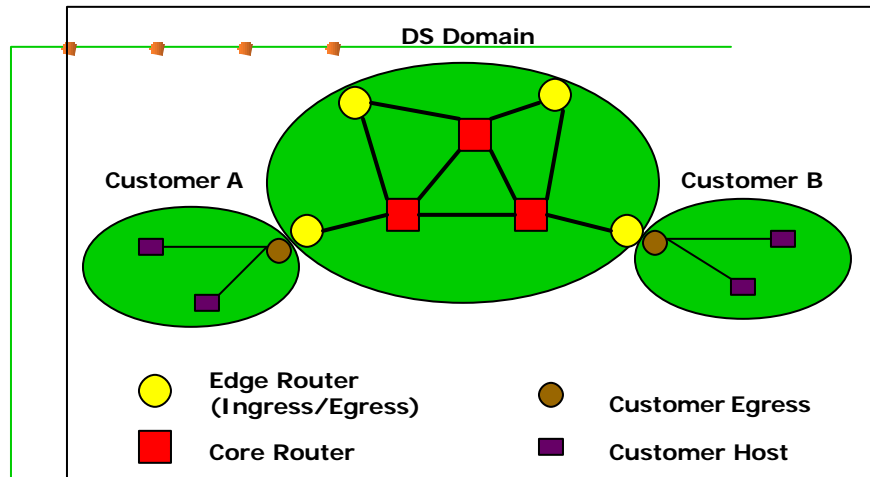 DS Domain
Customer A
Customer B
Edge Router
(Ingress/Egress)
Customer Egress
Core Router
Customer Host